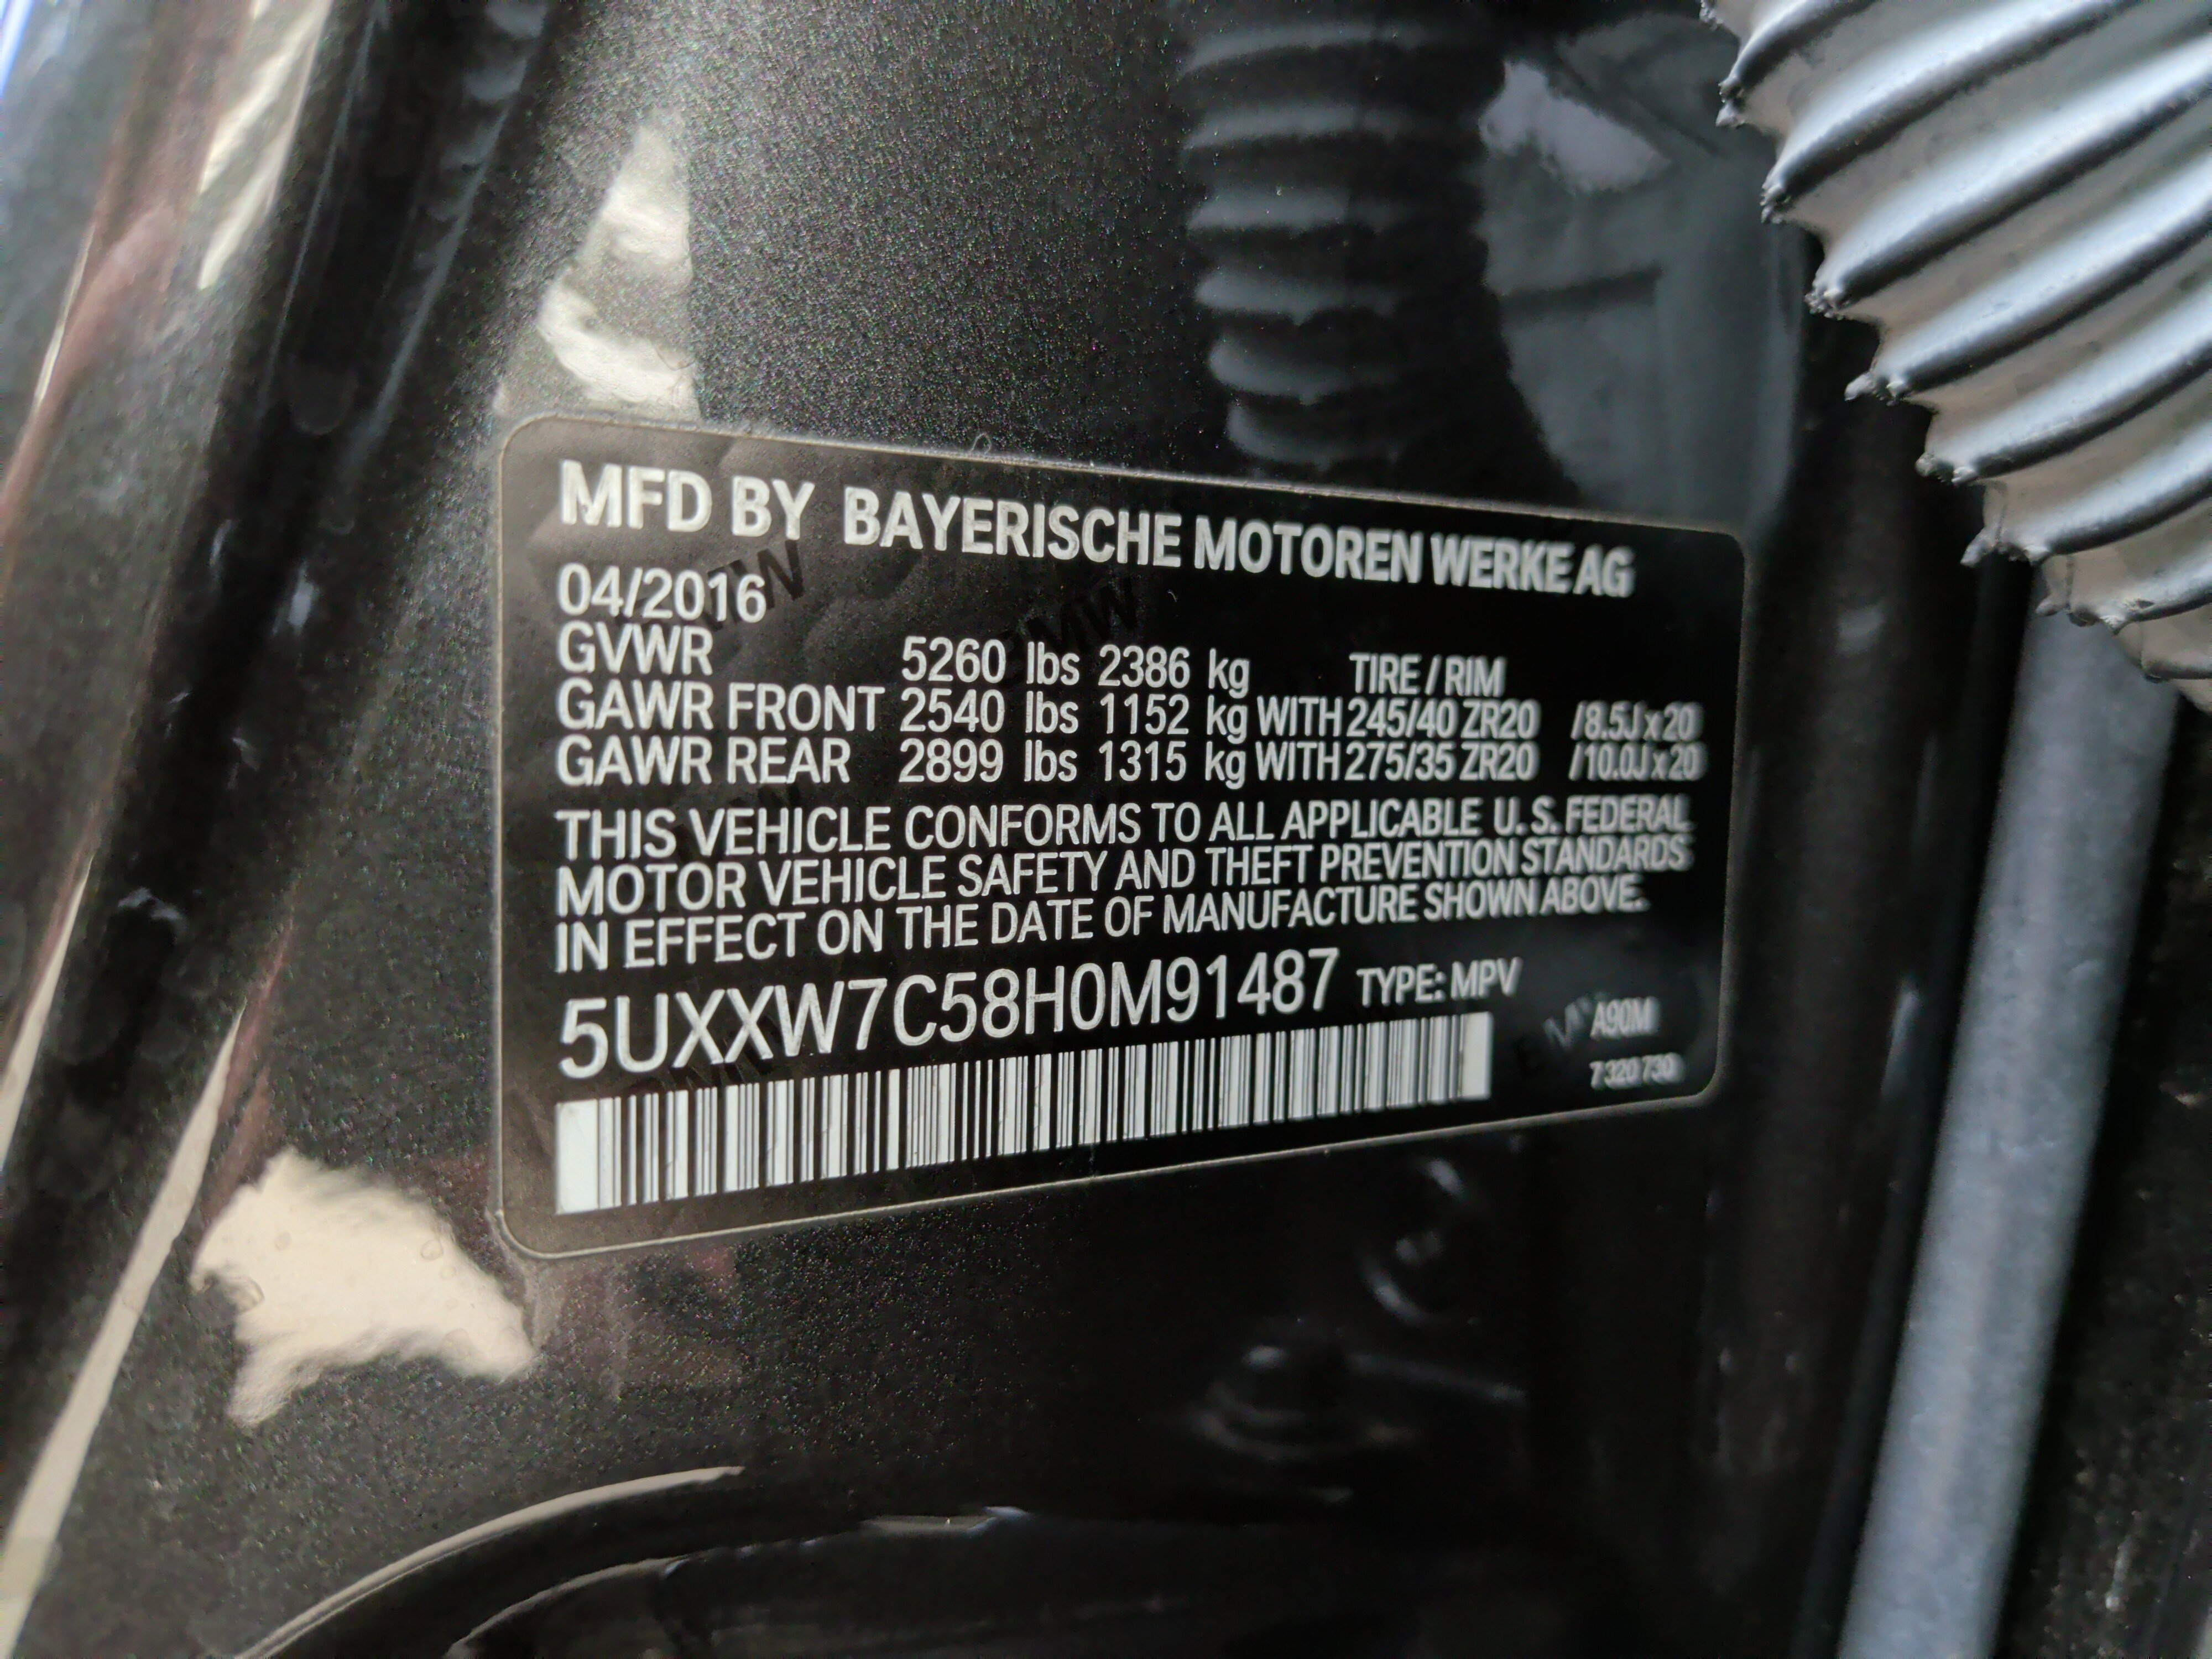 MFD BY BAYERISCHE MOTOREN WERKE AG
04/2016
GVWR 5260 lbs 2386 kg TIRE / RIM
GAWR FRONT 2540 lbs 1152 kg WITH 245/40 ZR20 /8.5J x 20
GAWR REAR 2899 lbs 1315 kg WITH 275/35 ZR20 /10.0J x 20
THIS VEHICLE CONFORMS TO ALL APPLICABLE U. S. FEDERAL
MOTOR VEHICLE SAFETY AND THEFT PREVENTION STANDARDS
IN EFFECT ON THE DATE OF MANUFACTURE SHOWN ABOVE.
5UXXW7C58H0M91487 TYPE: MPV
A90M
7 320 730